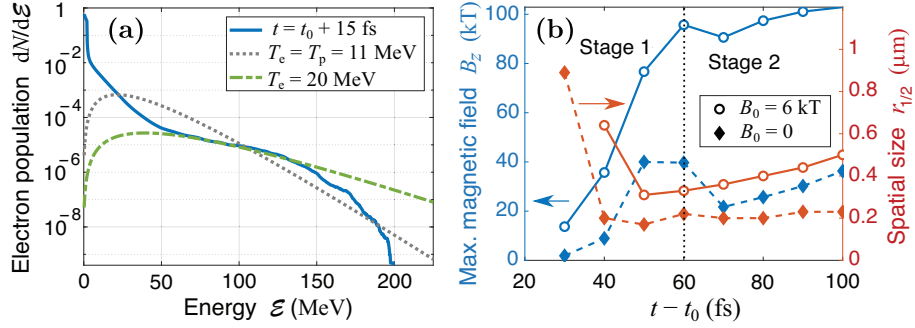 (a)
t = t₀ + 15 fs
Tₑ = Tₚ = 11 MeV
Tₑ = 20 MeV
Electron population dN/dℰ
1
10⁻²
10⁻⁴
10⁻⁶
10⁻⁸
0 50 100 150 200
Energy ℰ (MeV)
(b)
Stage 1
Stage 2
B₀ = 6 kT
B₀ = 0
Max. magnetic field B_z (kT)
100
80
60
40
20
0
Spatial size r₁/₂ (μm)
1
0.8
0.6
0.4
0.2
0
20 40 60 80 100
t − t₀ (fs)